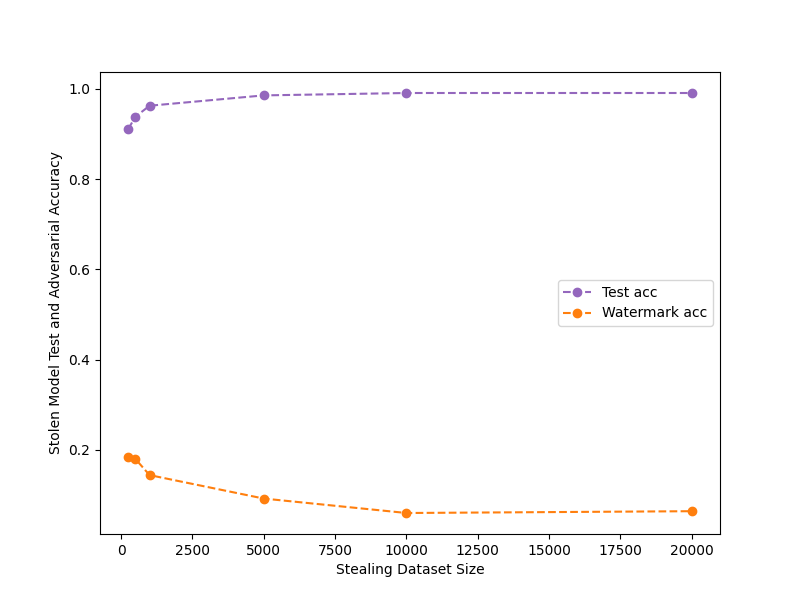 1.0
0.8
0.6
0.4
0.2
Stolen Model Test and Adversarial Accuracy
Test acc
Watermark acc
0 2500 5000 7500 10000 12500 15000 17500 20000
Stealing Dataset Size